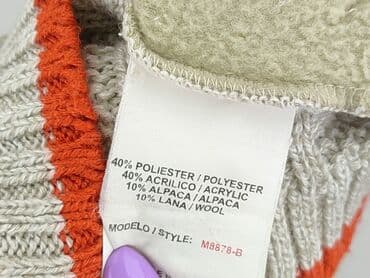 40% POLIESTER / POLYESTER
40% ACRILICO / ACRYLIC
10% ALPACA / ALPACA
10% LANA / WOOL
MODELO / STYLE: M8878-B